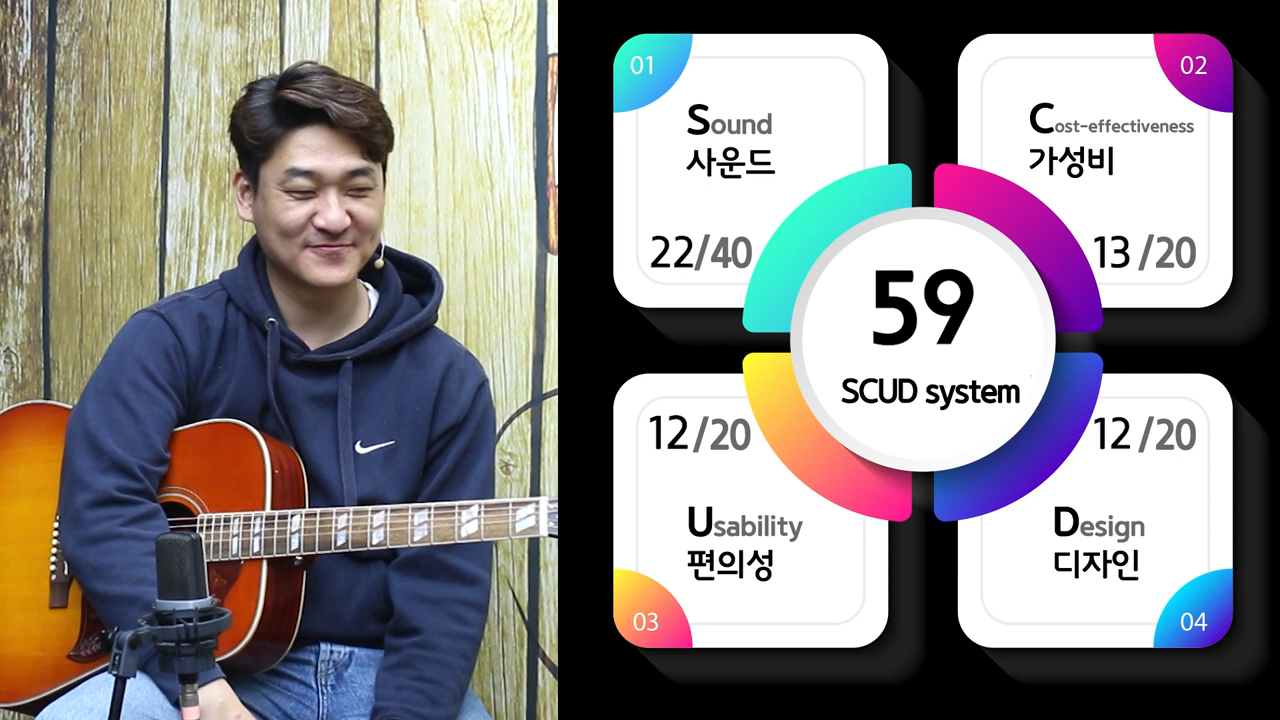 01
Sound
사운드
22/40
02
Cost-effectiveness
가성비
13 /20
59
SCUD system
12/20
Usability
편의성
03
12 /20
Design
디자인
04